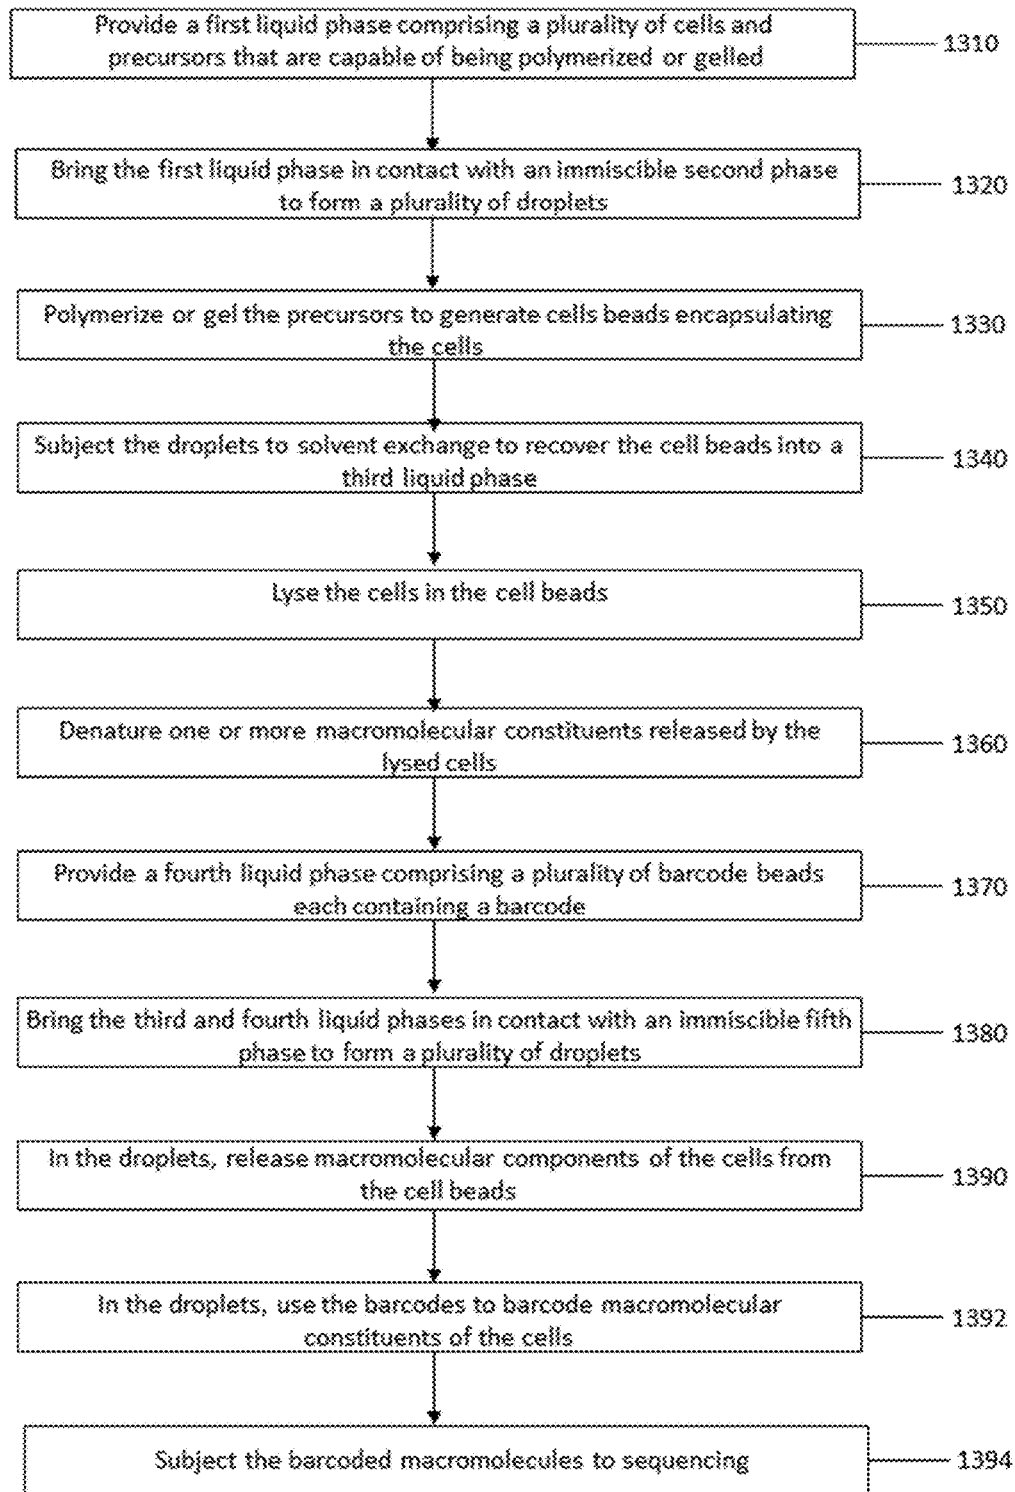 Provide a first liquid phase comprising a plurality of cells and
precursors that are capable of being polymerized or gelled
1310
Bring the first liquid phase in contact with an immiscible second phase
to form a plurality of droplets
1320
Polymerize or gel the precursors to generate cells beads encapsulating
the cells
1330
Subject the droplets to solvent exchange to recover the cell beads into a
third liquid phase
1340
Lyse the cells in the cell beads
1350
Denature one or more macromolecular constituents released by the
lysed cells
1360
Provide a fourth liquid phase comprising a plurality of barcode beads
each containing a barcode
1370
Bring the third and fourth liquid phases in contact with an immiscible fifth
phase to form a plurality of droplets
1380
In the droplets, release macromolecular components of the cells from
the cell beads
1390
In the droplets, use the barcodes to barcode macromolecular
constituents of the cells
1392
Subject the barcoded macromolecules to sequencing
1394